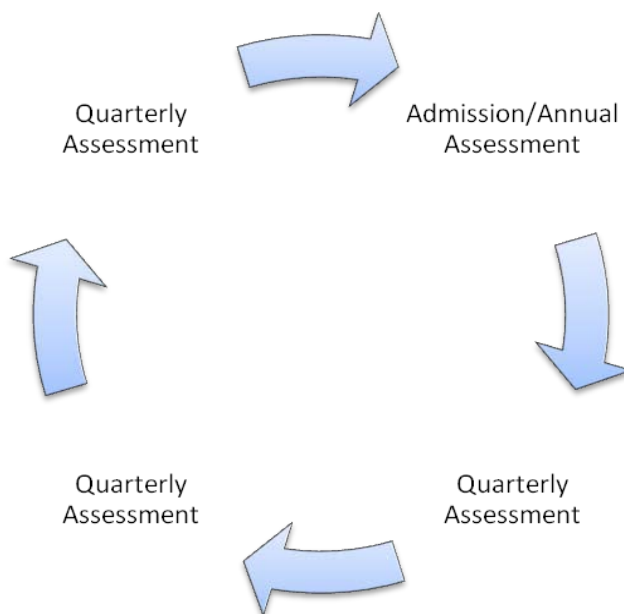 Quarterly
Assessment
Admission/Annual
Assessment
Quarterly
Assessment
Quarterly
Assessment